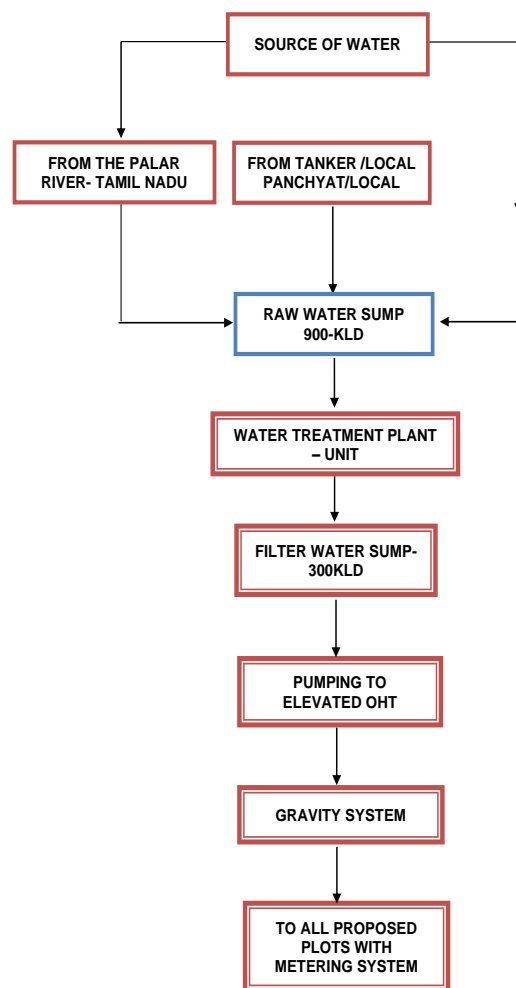 SOURCE OF WATER
FROM THE PALAR
RIVER- TAMIL NADU
FROM TANKER /LOCAL
PANCHYAT/LOCAL
RAW WATER SUMP
900-KLD
WATER TREATMENT PLANT
– UNIT
FILTER WATER SUMP-
300KLD
PUMPING TO
ELEVATED OHT
GRAVITY SYSTEM
TO ALL PROPOSED
PLOTS WITH
METERING SYSTEM